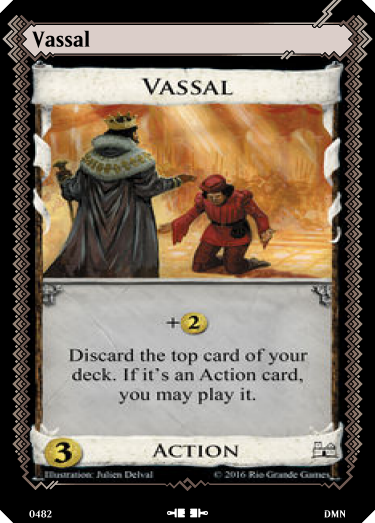 Vassal
VASSAL
+2
Discard the top card of your
deck. If it's an Action card,
you may play it.
3
ACTION
Illustration: Julien Delval
© 2016 Rio Grande Games
0482
DMN